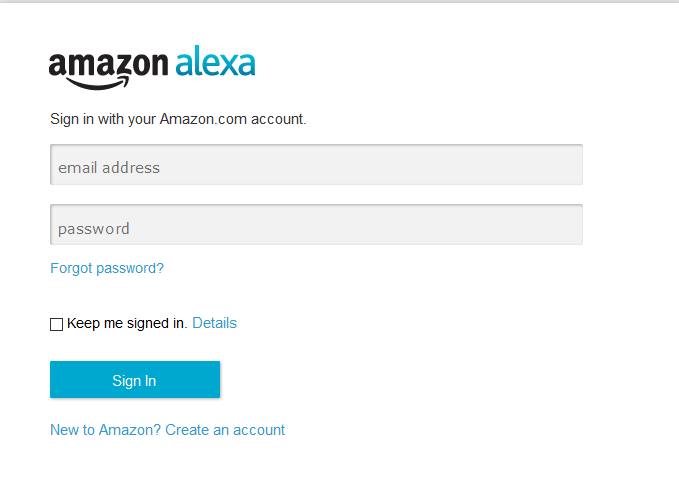 amazon alexa
Sign in with your Amazon.com account.
email address
password
Forgot password?
Keep me signed in. Details
Sign In
New to Amazon? Create an account